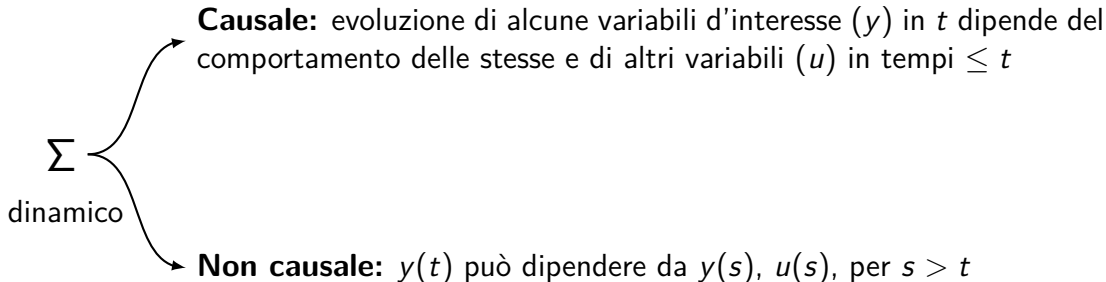 Causale: evoluzione di alcune variabili d'interesse (y) in t dipende del
comportamento delle stesse e di altri variabili (u) in tempi ≤ t
Σ
dinamico
Non causale: y(t) può dipendere da y(s), u(s), per s > t